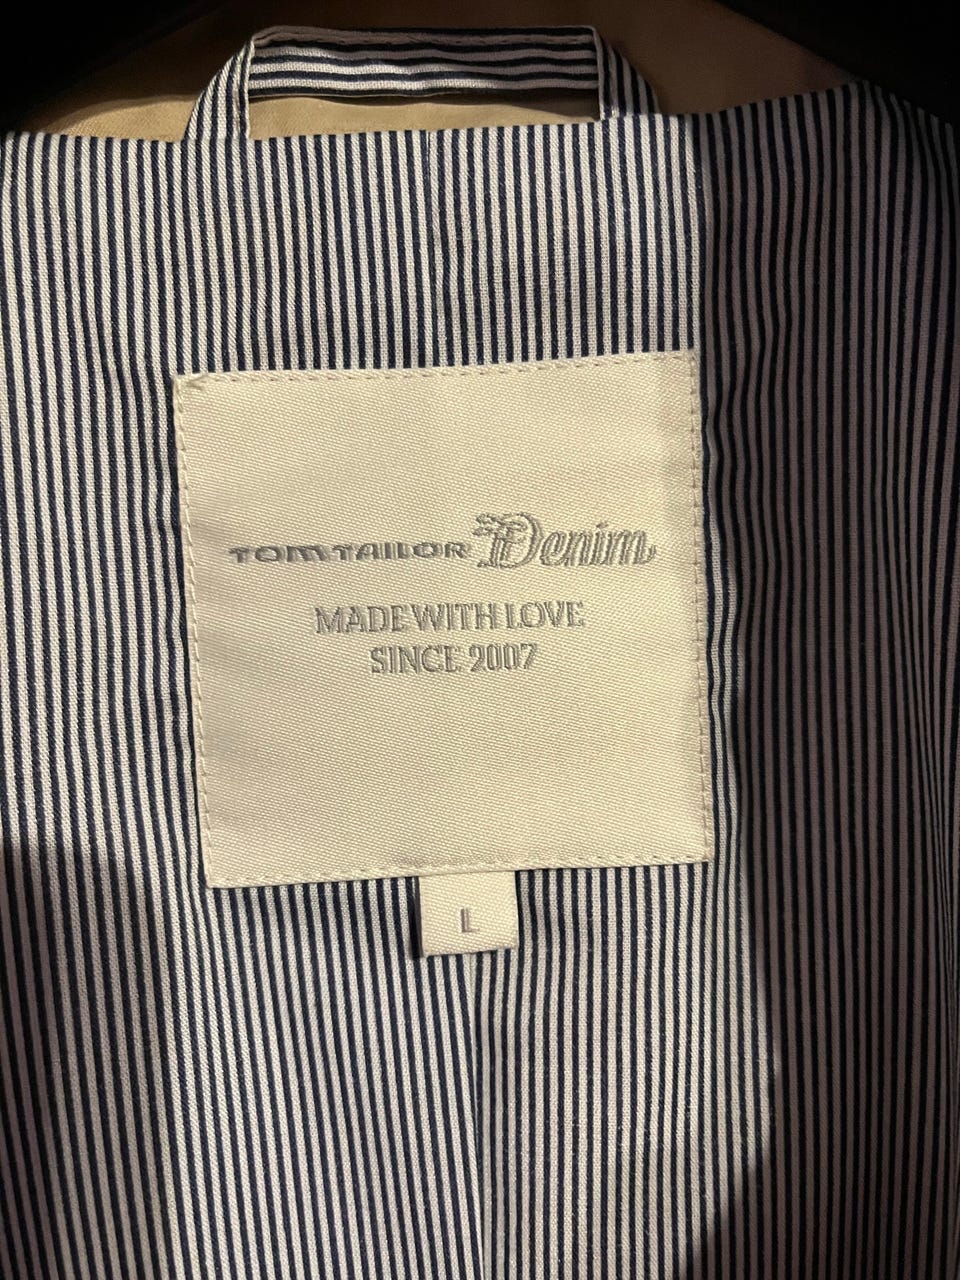 TOM TAILOR Denim
MADE WITH LOVE
SINCE 2007
L